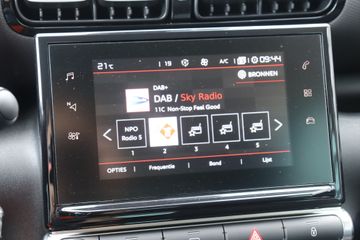 21°C 19 A/C 09:44
BRONNEN
DAB+
DAB / Sky Radio
11C Non-Stop Feel Good
NPO
Radio 5
1 2 3 4 5
OPTIES Frequentie Band Lijst